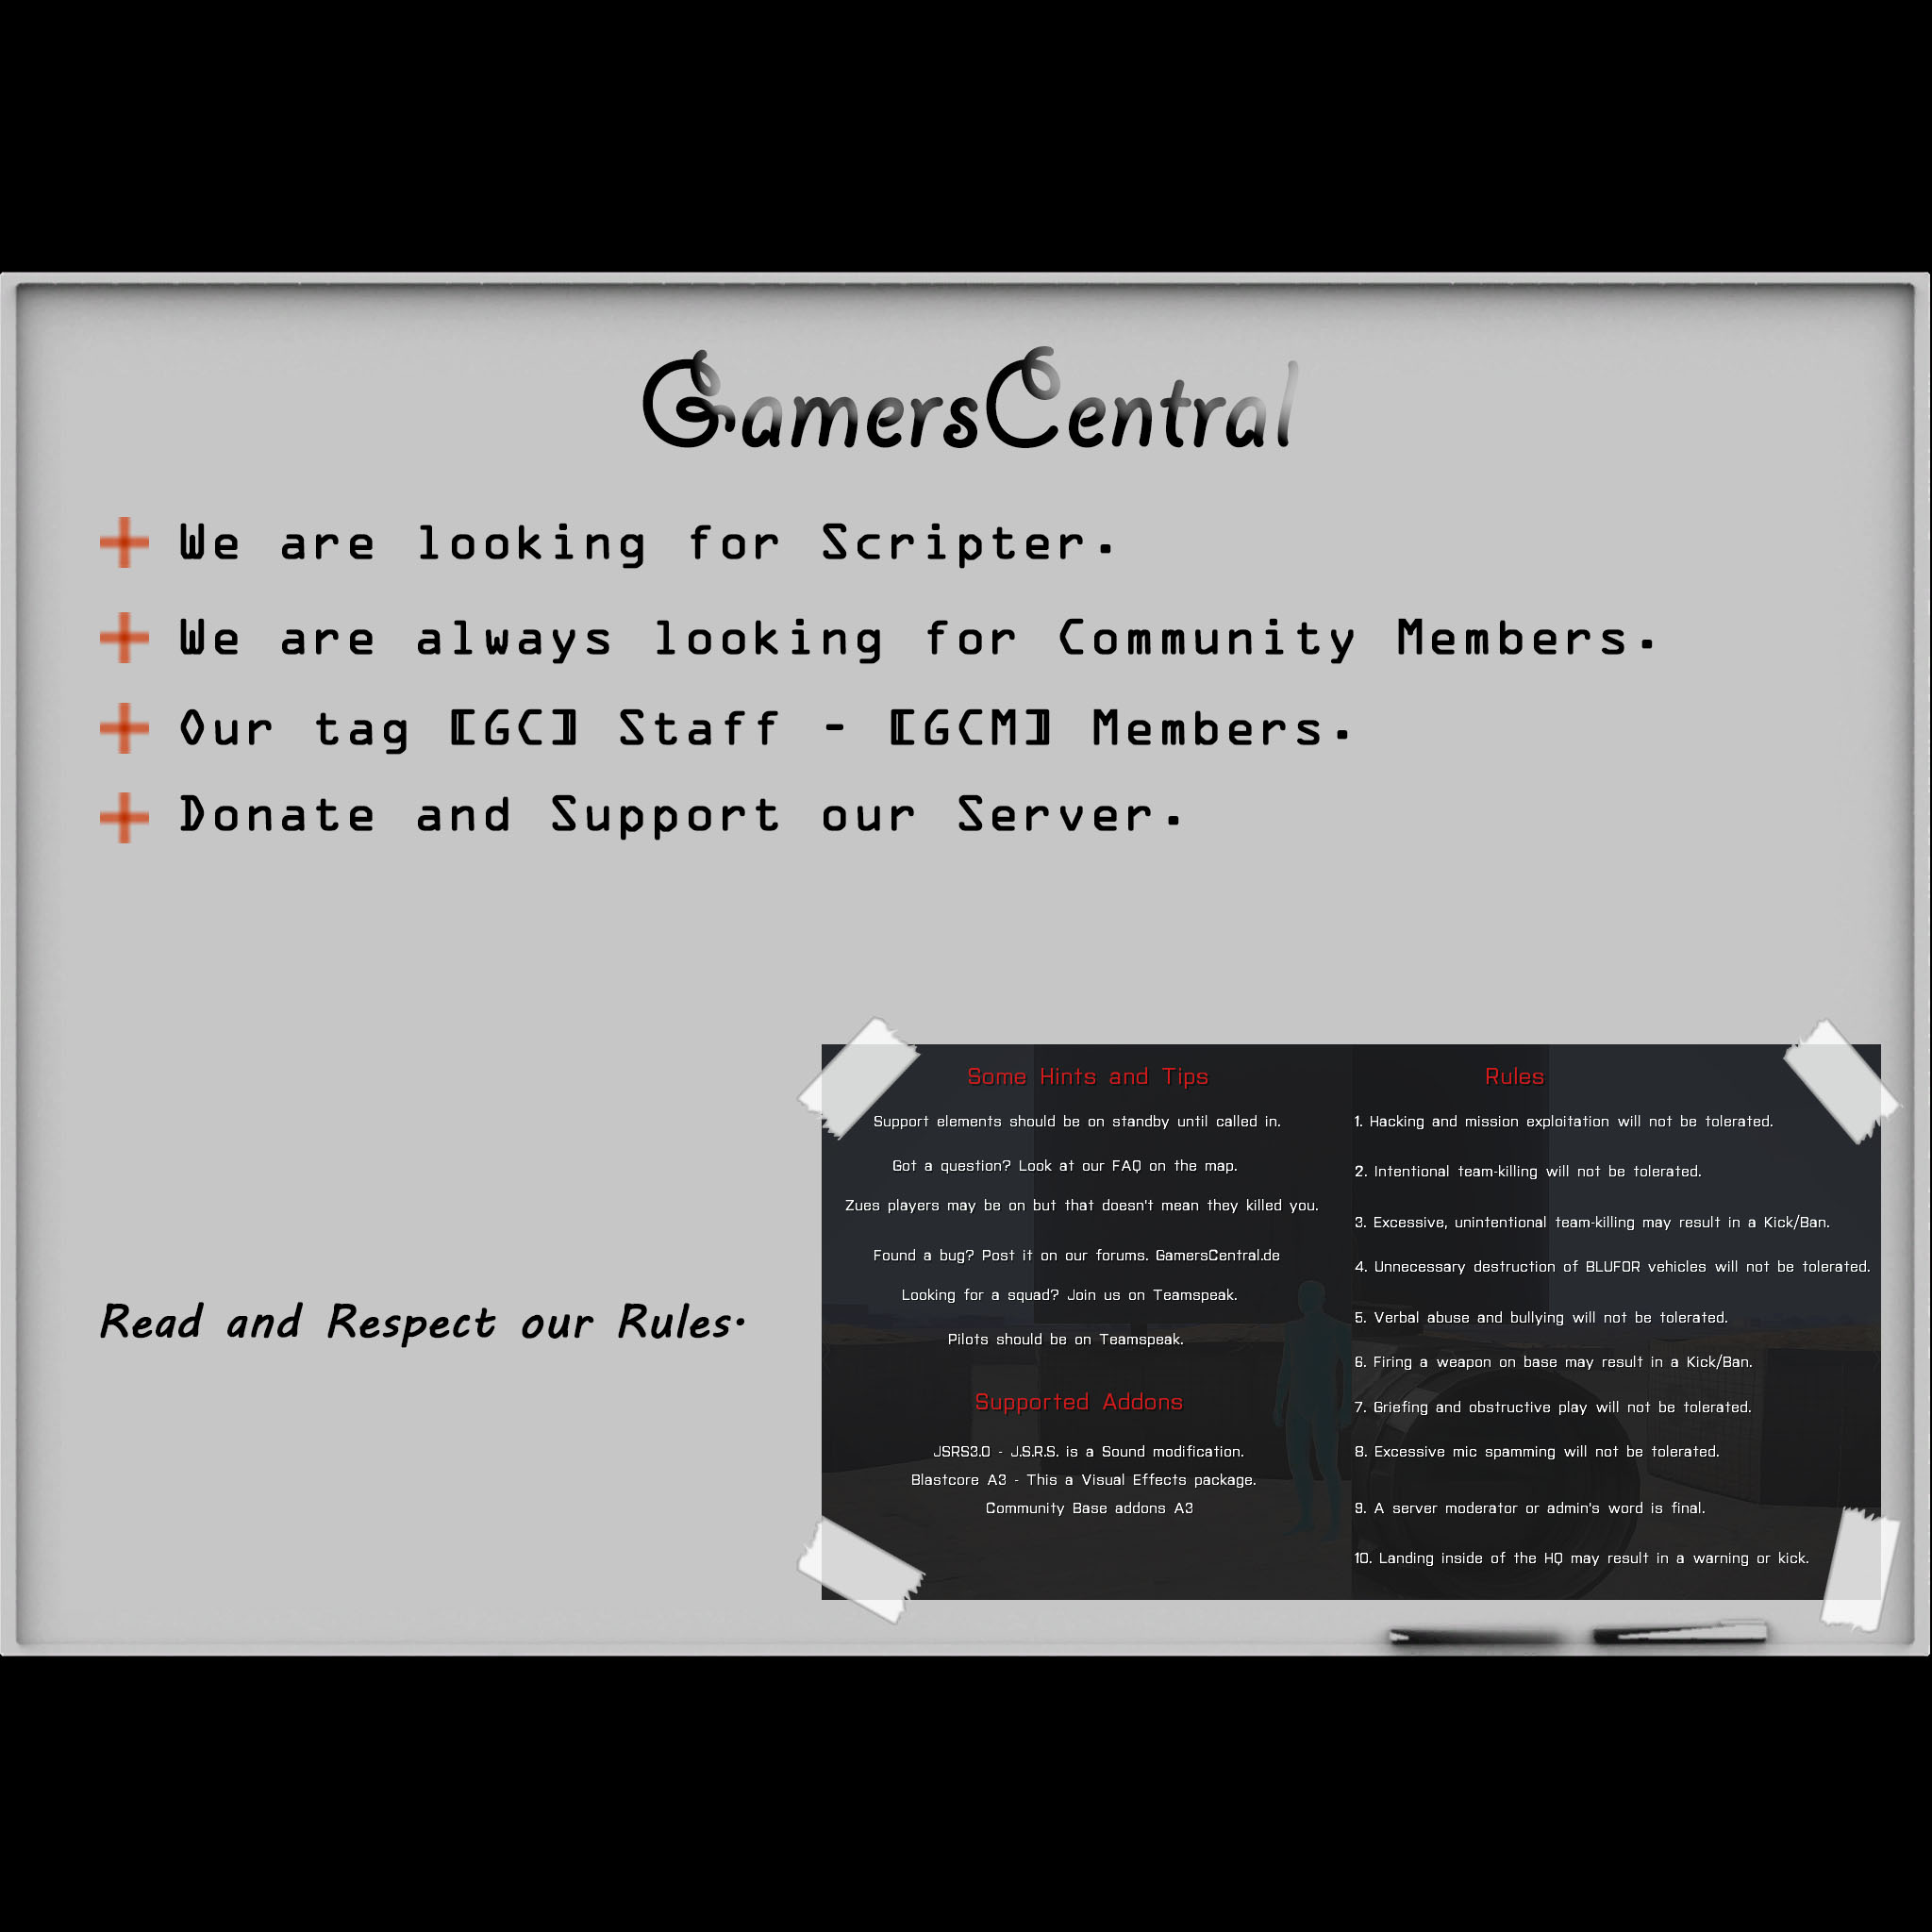 GamersCentral
We are looking for Scripter.
We are always looking for Community Members.
Our tag [GC] Staff - [GCM] Members.
Donate and Support our Server.
Read and Respect our Rules.
Some Hints and Tips
Support elements should be on standby until called in.
Got a question? Look at our FAQ on the map.
Zues players may be on but that doesn't mean they killed you.
Found a bug? Post it on our forums. GamersCentral.de
Looking for a squad? Join us on Teamspeak.
Pilots should be on Teamspeak.
Supported Addons
JSRS3.0 - J.S.R.S. is a Sound modification.
Blastcore A3 - This a Visual Effects package.
Community Base addons A3
Rules
1. Hacking and mission exploitation will not be tolerated.
2. Intentional team-killing will not be tolerated.
3. Excessive, unintentional team-killing may result in a Kick/Ban.
4. Unnecessary destruction of BLUFOR vehicles will not be tolerated.
5. Verbal abuse and bullying will not be tolerated.
6. Firing a weapon on base may result in a Kick/Ban.
7. Griefing and obstructive play will not be tolerated.
8. Excessive mic spamming will not be tolerated.
9. A server moderator or admin's word is final.
10. Landing inside of the HQ may result in a warning or kick.